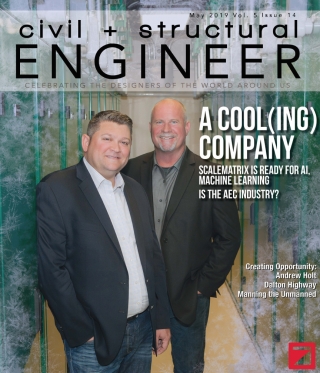 May 2019 Vol. 5 Issue 14
civil + structural
ENGINEER
CELEBRATING THE DESIGNERS OF THE WORLD AROUND US
A COOL(ING)
COMPANY
SCALEMATRIX IS READY FOR AI,
MACHINE LEARNING
IS THE AEC INDUSTRY?
Creating Opportunity:
Andrew Holt
Dalton Highway
Manning the Unmanned